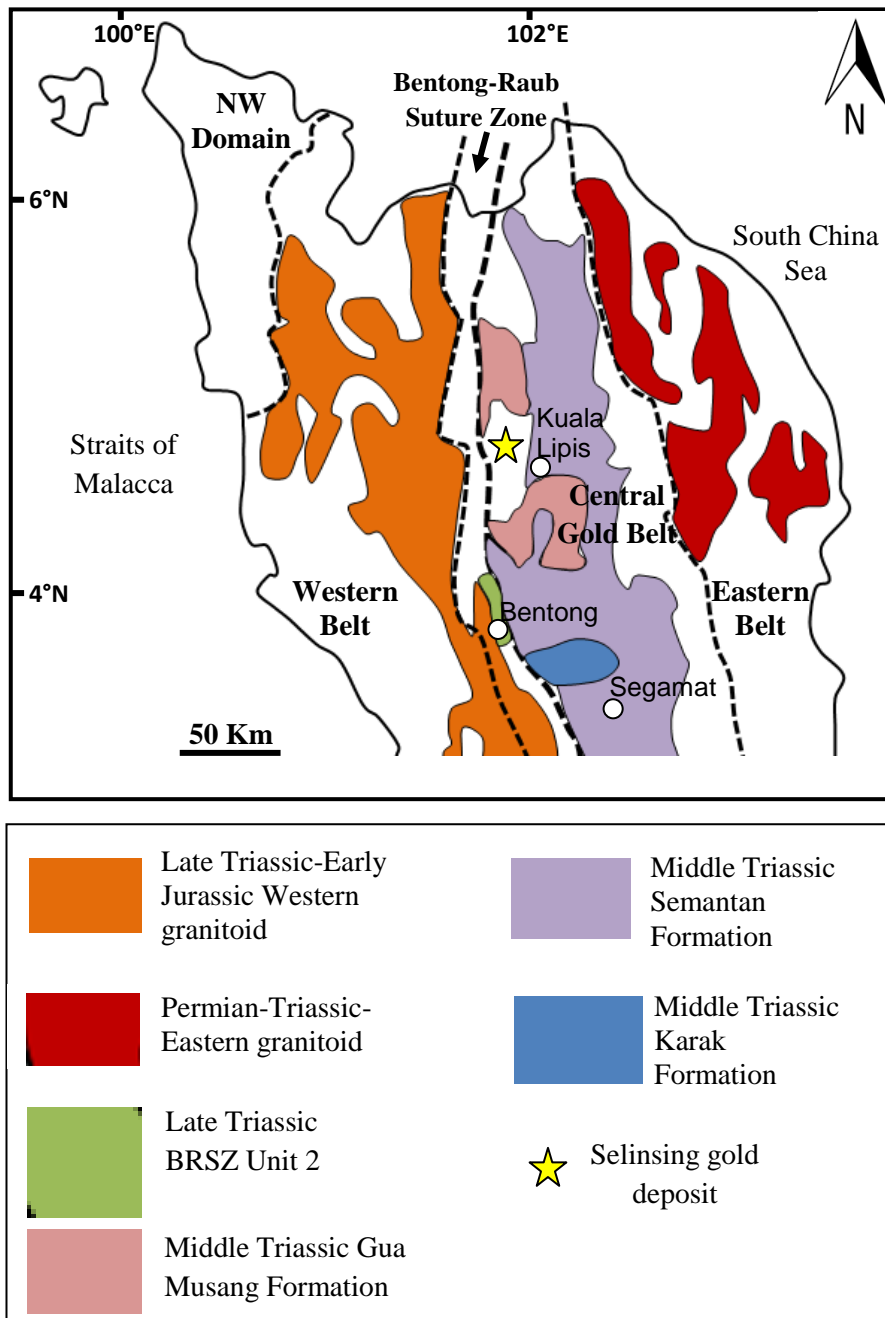 100°E
102°E
NW
Domain
Bentong-Raub
Suture Zone
N
6°N
South China
Sea
Kuala
Lipis
Straits of
Malacca
Central
Gold Belt
4°N
Western
Belt
Bentong
Eastern
Belt
Segamat
50 Km
Late Triassic-Early
Jurassic Western
granitoid
Middle Triassic
Semantan
Formation
Permian-Triassic-
Eastern granitoid
Middle Triassic
Karak
Formation
Late Triassic
BRSZ Unit 2
Selinsing gold
deposit
Middle Triassic Gua
Musang Formation